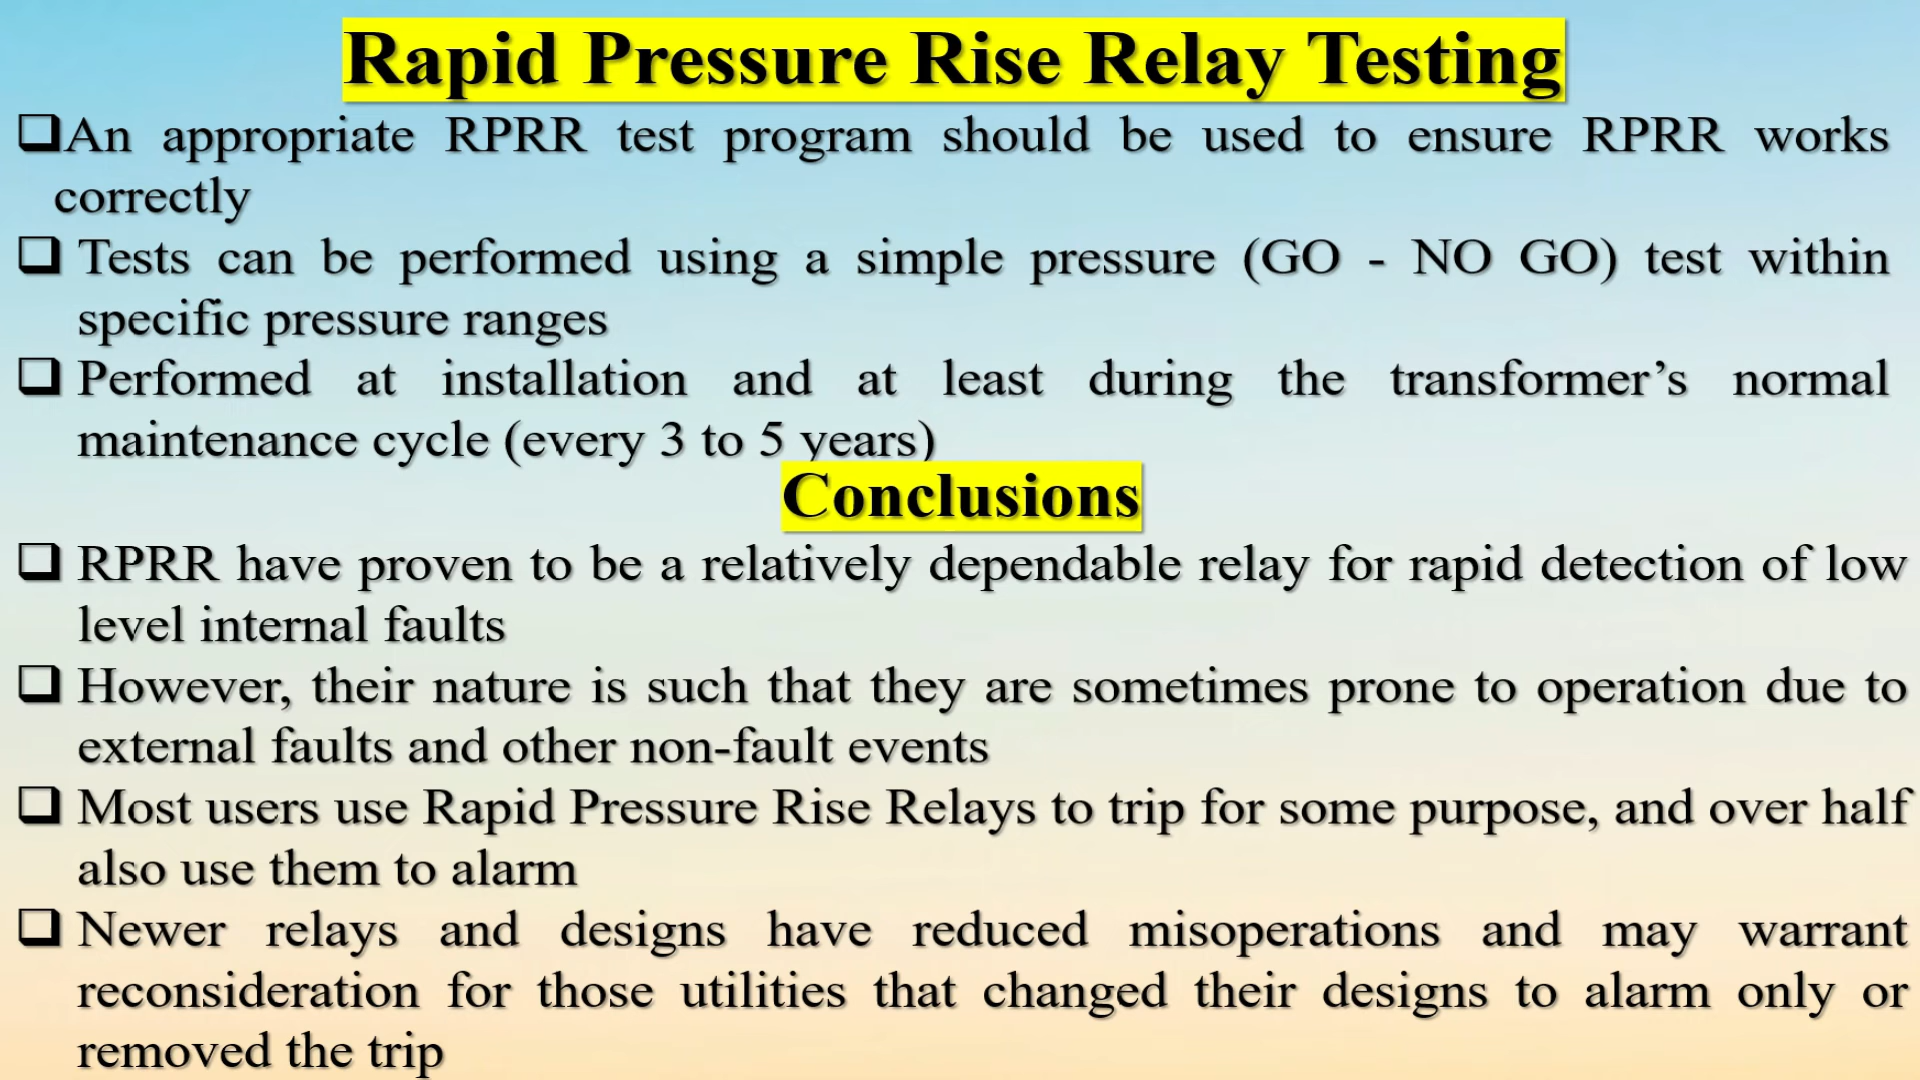 Rapid Pressure Rise Relay Testing
❑An appropriate RPRR test program should be used to ensure RPRR works
correctly
❑ Tests can be performed using a simple pressure (GO - NO GO) test within
specific pressure ranges
❑ Performed at installation and at least during the transformer’s normal
maintenance cycle (every 3 to 5 years)
Conclusions
❑ RPRR have proven to be a relatively dependable relay for rapid detection of low
level internal faults
❑ However, their nature is such that they are sometimes prone to operation due to
external faults and other non-fault events
❑ Most users use Rapid Pressure Rise Relays to trip for some purpose, and over half
also use them to alarm
❑ Newer relays and designs have reduced misoperations and may warrant
reconsideration for those utilities that changed their designs to alarm only or
removed the trip